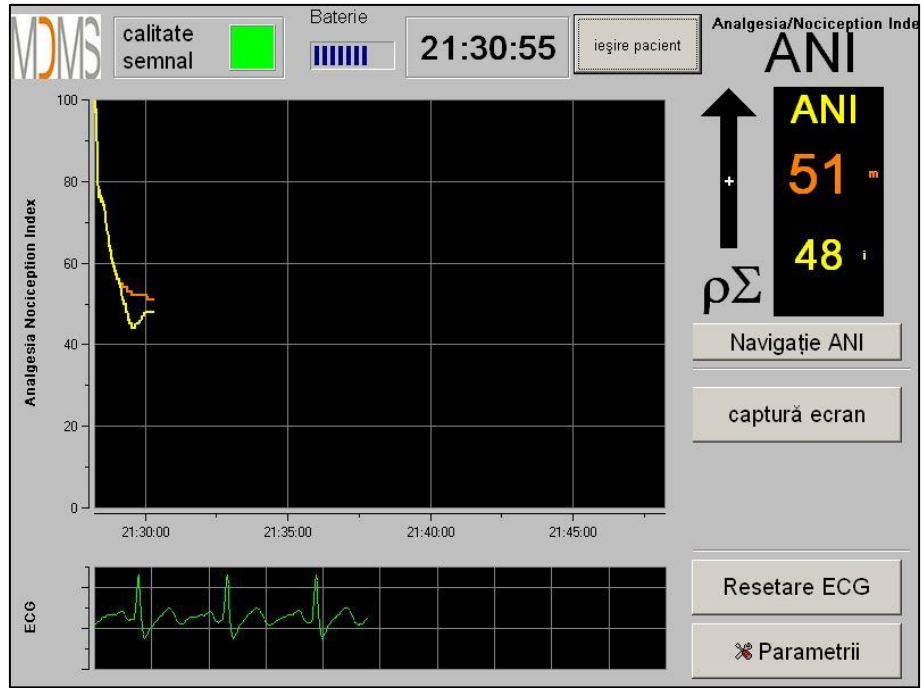 MDMS
calitate
semnal
Baterie
21:30:55
ieşire pacient
Analgesia/Nociception Inde
ANI
ANI
51 m
48 i
ρΣ
Navigaţie ANI
captură ecran
Resetare ECG
Parametrii
Analgesia Nociception Index
100
80
60
40
20
0
21:30:00
21:35:00
21:40:00
21:45:00
ECG